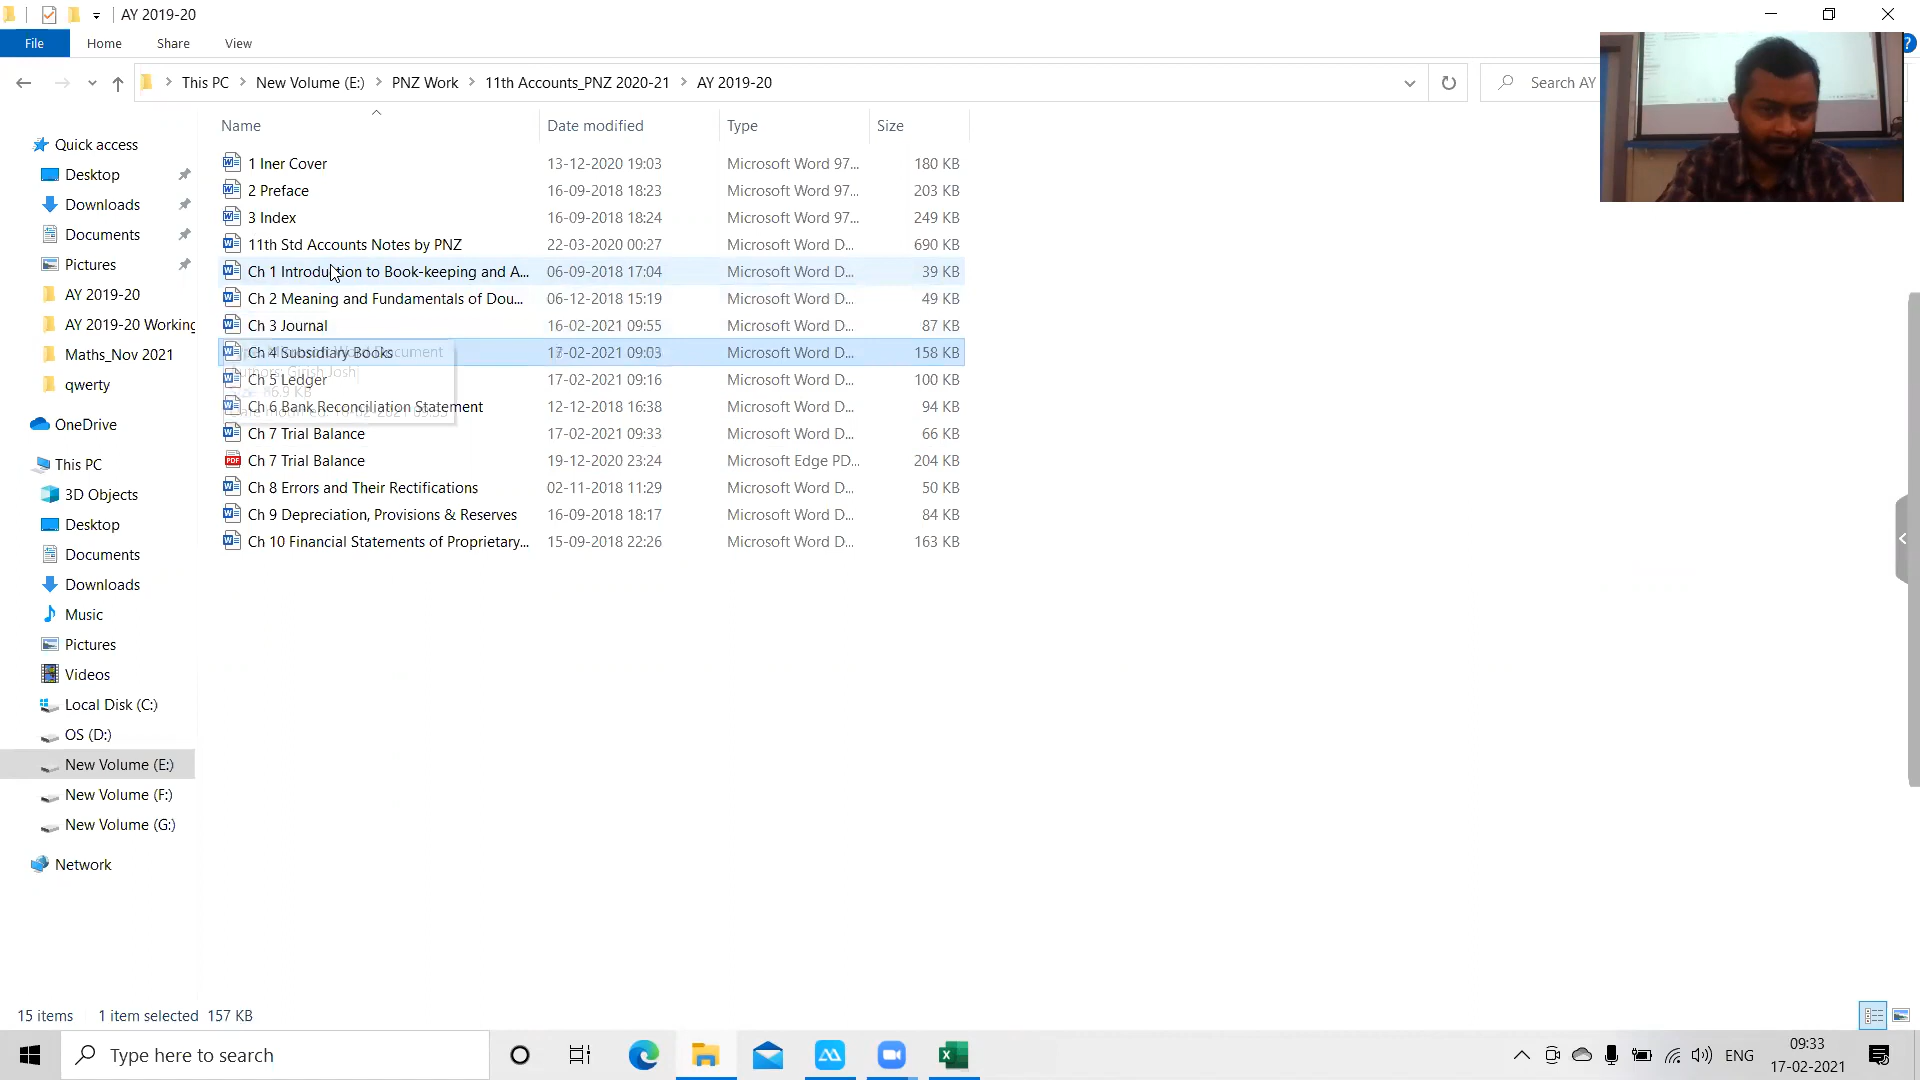 AY 2019-20
File Home Share View
This PC New Volume (E:) PNZ Work 11th Accounts_PNZ 2020-21 AY 2019-20
Search AY
Name Date modified Type Size
1 Iner Cover 13-12-2020 19:03 Microsoft Word 97... 180 KB
2 Preface 16-09-2018 18:23 Microsoft Word 97... 203 KB
3 Index 16-09-2018 18:24 Microsoft Word 97... 249 KB
11th Std Accounts Notes by PNZ 22-03-2020 00:27 Microsoft Word D... 690 KB
Ch 1 Introduction to Book-keeping and A... 06-09-2018 17:04 Microsoft Word D... 39 KB
Ch 2 Meaning and Fundamentals of Dou... 06-12-2018 15:19 Microsoft Word D... 49 KB
Ch 3 Journal 16-02-2021 09:55 Microsoft Word D... 87 KB
Ch 4 Subsidiary Books 17-02-2021 09:03 Microsoft Word D... 158 KB
Ch 5 Ledger 17-02-2021 09:16 Microsoft Word D... 100 KB
Ch 6 Bank Reconciliation Statement 12-12-2018 16:38 Microsoft Word D... 94 KB
Ch 7 Trial Balance 17-02-2021 09:33 Microsoft Word D... 66 KB
PDF Ch 7 Trial Balance 19-12-2020 23:24 Microsoft Edge PD... 204 KB
Ch 8 Errors and Their Rectifications 02-11-2018 11:29 Microsoft Word D... 50 KB
Ch 9 Depreciation, Provisions & Reserves 16-09-2018 18:17 Microsoft Word D... 84 KB
Ch 10 Financial Statements of Proprietary... 15-09-2018 22:26 Microsoft Word D... 163 KB
Quick access
Desktop
Downloads
Documents
Pictures
AY 2019-20
AY 2019-20 Working
Maths_Nov 2021
qwerty
OneDrive
This PC
3D Objects
Desktop
Documents
Downloads
Music
Pictures
Videos
Local Disk (C:)
OS (D:)
New Volume (E:)
New Volume (F:)
New Volume (G:)
Network
15 items 1 item selected 157 KB
Type here to search
ENG
09:33
17-02-2021